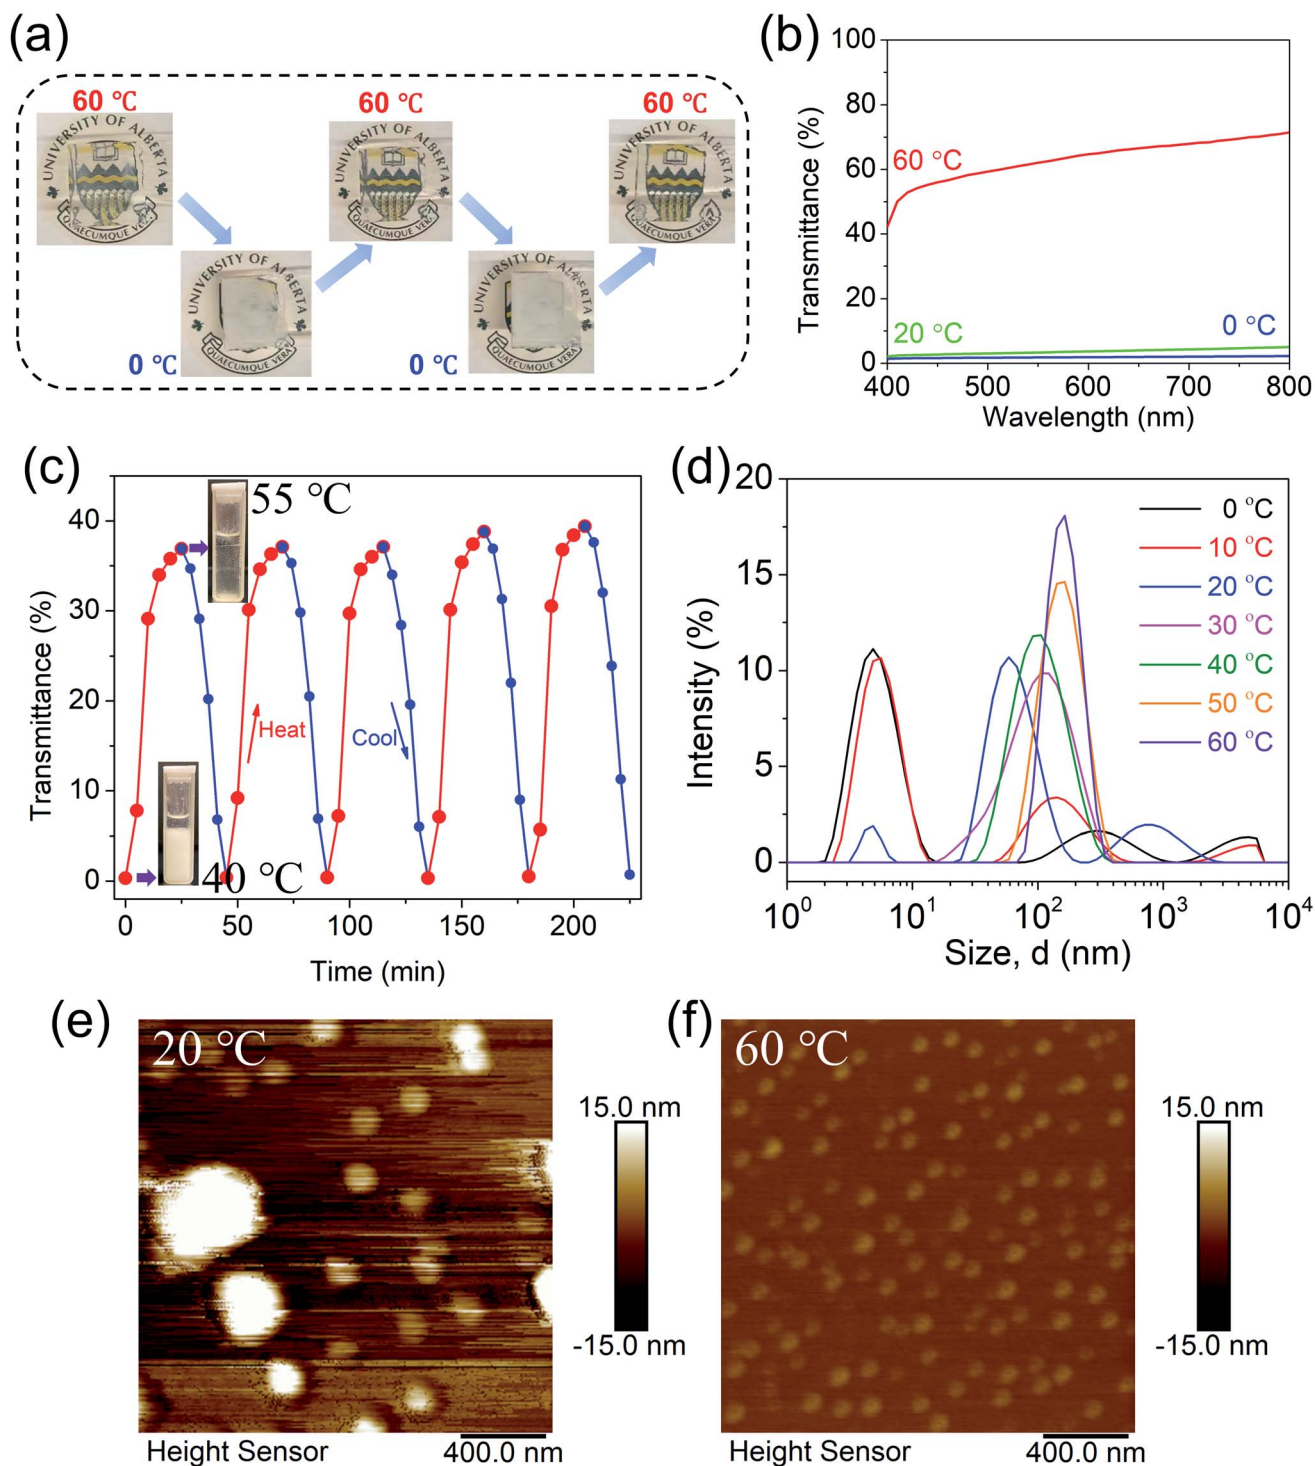 (a)
60 °C
60 °C
60 °C
UNIVERSITY OF ALBERTA
QUAECUMQUE VERA
UNIVERSITY OF ALBERTA
QUAECUMQUE VERA
UNIVERSITY OF ALBERTA
QUAECUMQUE VERA
UNIVERSITY OF ALBERTA
QUAECUMQUE VERA
UNIVERSITY OF ALBERTA
QUAECUMQUE VERA
0 °C
0 °C
(b)
Transmittance (%)
100
80
60
40
20
0
60 °C
20 °C
0 °C
400
500
600
700
800
Wavelength (nm)
(c)
Transmittance (%)
40
30
20
10
0
55 °C
Heat
Cool
40 °C
0
50
100
150
200
Time (min)
(d)
Intensity (%)
20
15
10
5
0
0 °C
10 °C
20 °C
30 °C
40 °C
50 °C
60 °C
10⁰
10¹
10²
10³
10⁴
Size, d (nm)
(e)
20 °C
15.0 nm
-15.0 nm
Height Sensor
400.0 nm
(f)
60 °C
15.0 nm
-15.0 nm
Height Sensor
400.0 nm